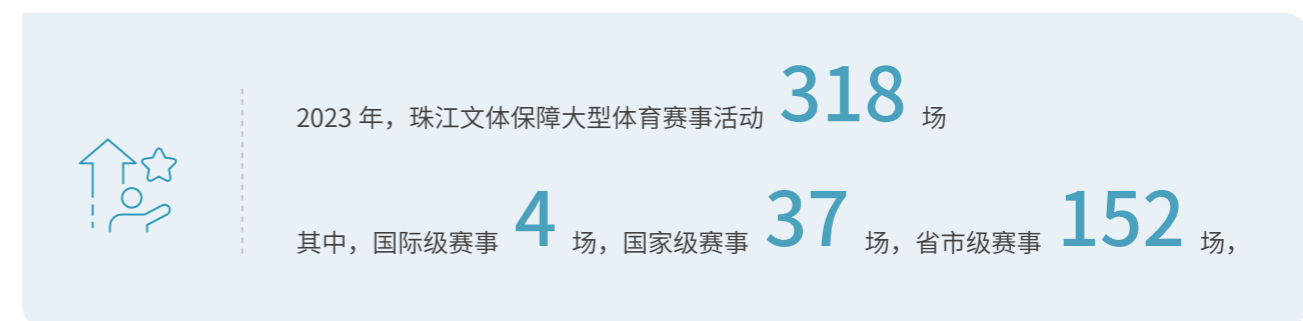 2023 年，珠江文体保障大型体育赛事活动 318 场
其中，国际级赛事 4 场，国家级赛事 37 场，省市级赛事 152 场，